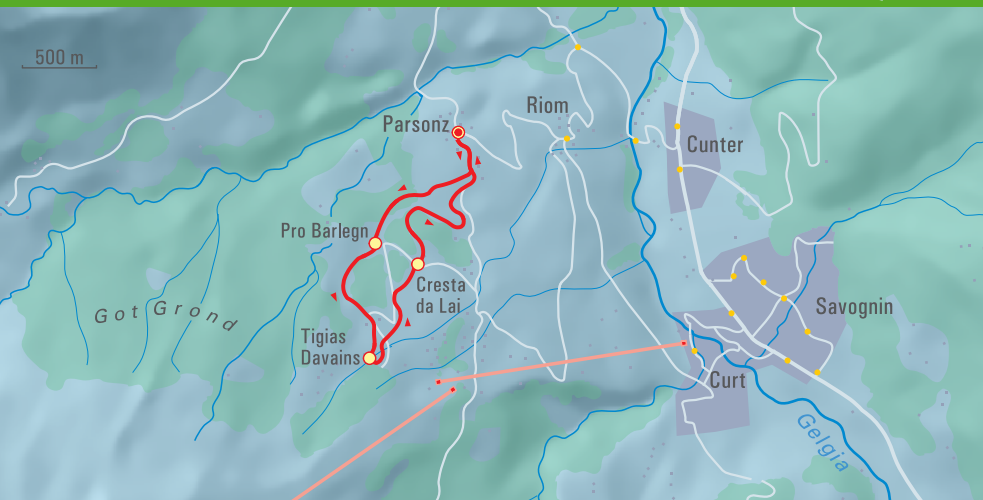 500 m
Riom
Parsonz
Cunter
Pro Barlegn
Cresta
da Lai
Got Grond
Savognin
Tigias
Davains
Curt
Gelgia